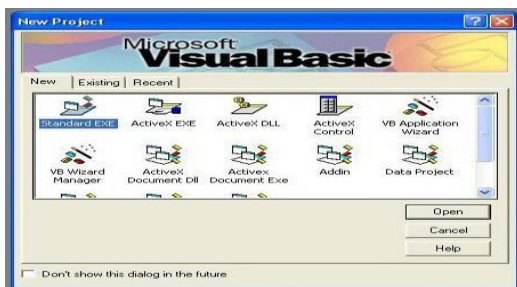 New Project
Microsoft
Visual Basic
New Existing Recent
Standard EXE ActiveX EXE ActiveX DLL ActiveX Control VB Application Wizard
VB Wizard Manager ActiveX Document Dll Activex Document Exe Addin Data Project
Open
Cancel
Help
Don't show this dialog in the future